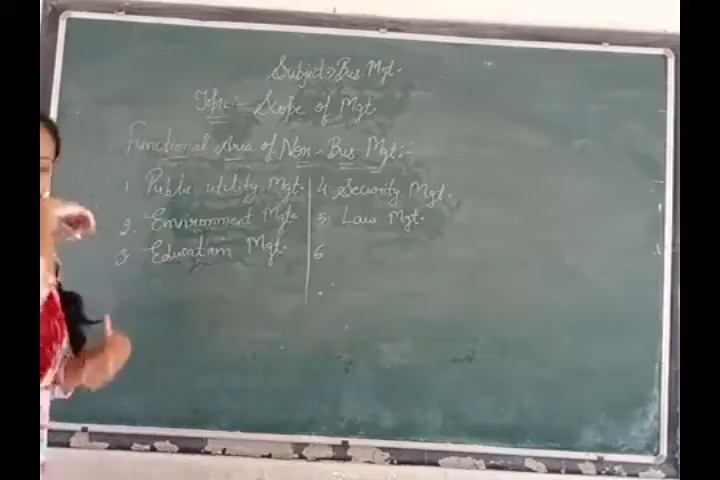 Subject⇒Bus. Mgt.
Topic:- Scope of Mgt.
Functional Area of Non-Bus Mgt:-
1. Public utility Mgt.
2. Environment Mgt.
3. Education Mgt.
4. Security Mgt.
5. Law Mgt.
6